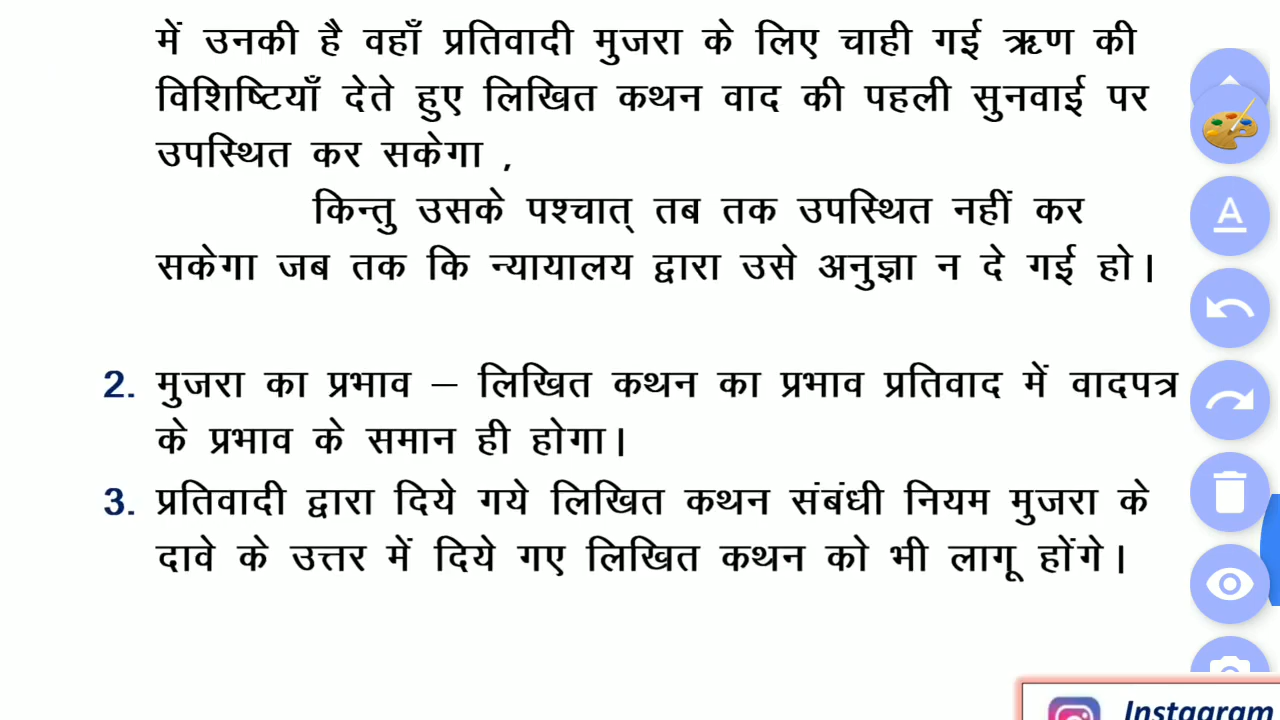 में उनकी है वहाँ प्रतिवादी मुजरा के लिए चाही गई ऋण की
विशिष्टियाँ देते हुए लिखित कथन वाद की पहली सुनवाई पर
उपस्थित कर सकेगा ,
किन्तु उसके पश्चात् तब तक उपस्थित नहीं कर
सकेगा जब तक कि न्यायालय द्वारा उसे अनुज्ञा न दे गई हो।
2. मुजरा का प्रभाव – लिखित कथन का प्रभाव प्रतिवाद में वादपत्र
के प्रभाव के समान ही होगा।
3. प्रतिवादी द्वारा दिये गये लिखित कथन संबंधी नियम मुजरा के
दावे के उत्तर में दिये गए लिखित कथन को भी लागू होंगे।
A
Instagram